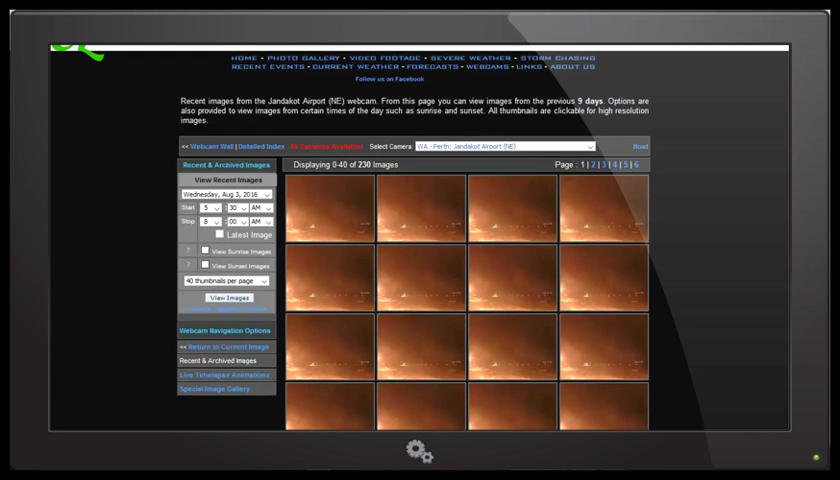 HOME • PHOTO GALLERY • VIDEO FOOTAGE • SEVERE WEATHER • STORM CHASING
RECENT EVENTS • CURRENT WEATHER • FORECASTS • WEBCAMS • LINKS • ABOUT US
Follow us on Facebook
Recent images from the Jandakot Airport (NE) webcam. From this page you can view images from the previous 9 days. Options are
also provided to view images from certain times of the day such as sunrise and sunset. All thumbnails are clickable for high resolution
images.
<< Webcam Wall | Detailed Index All Cameras Available! Select Camera: WA - Perth: Jandakot Airport (NE) Host
Recent & Archived Images
Displaying 0-40 of 230 Images Page : 1 | 2 | 3 | 4 | 5 | 6
View Recent Images
Wednesday, Aug 3, 2016
Start 5 : 30 AM
Stop 8 : 00 AM
Latest Image
? View Sunrise Images
? View Sunset Images
40 thumbnails per page
View Images
Webcam Navigation Options
<< Return to Current Image
Recent & Archived Images
Live Timelapse Animations
Special Image Gallery